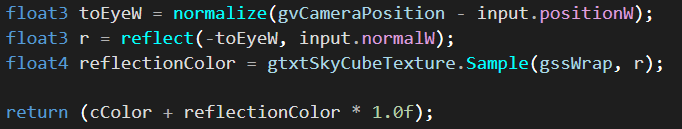 float3 toEyeW = normalize(gvCameraPosition - input.positionW);
float3 r = reflect(-toEyeW, input.normalW);
float4 reflectionColor = gtxtSkyCubeTexture.Sample(gssWrap, r);
return (cColor + reflectionColor * 1.0f);